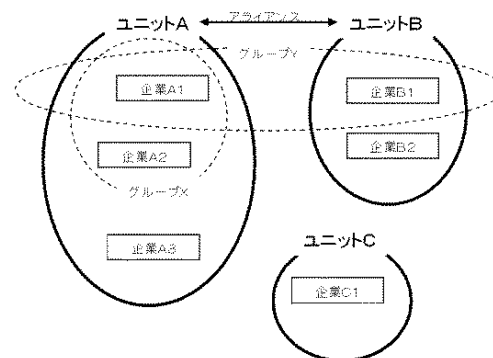 ユニットA
アライアンス
ユニットB
グループY
企業A1
企業B1
企業A2
企業B2
グループX
企業A3
ユニットC
企業C1